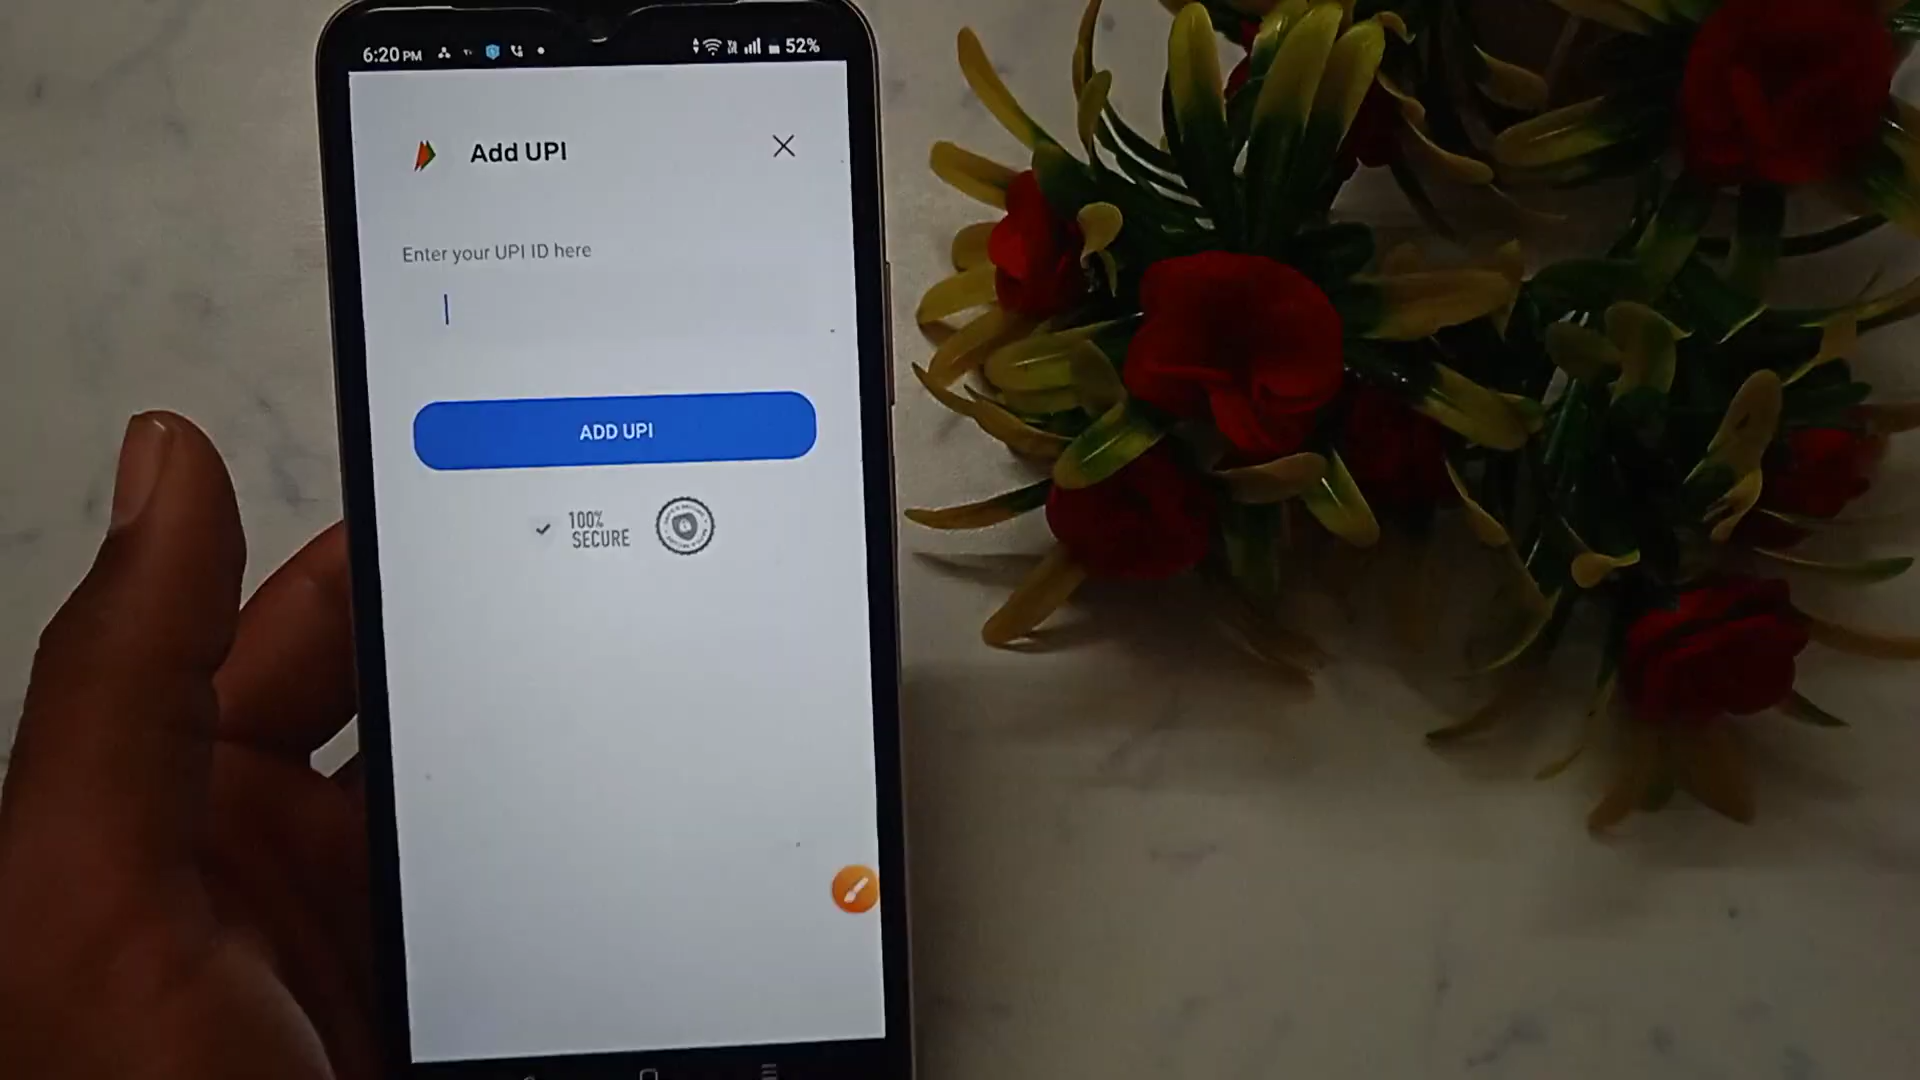 6:20 PM
52%
Add UPI
Enter your UPI ID here
ADD UPI
100%
SECURE